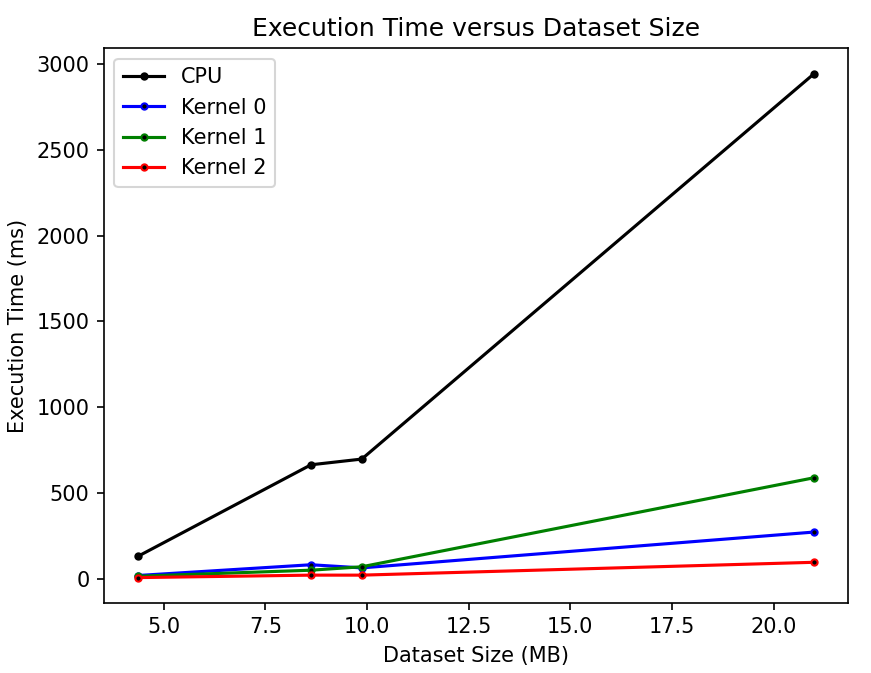 Execution Time versus Dataset Size
CPU
Kernel 0
Kernel 1
Kernel 2
Execution Time (ms)
3000
2500
2000
1500
1000
500
0
5.0 7.5 10.0 12.5 15.0 17.5 20.0
Dataset Size (MB)